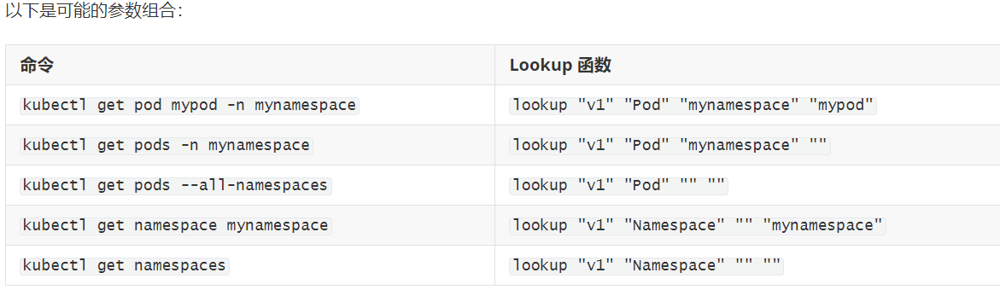 以下是可能的参数组合：
命令 Lookup 函数
kubectl get pod mypod -n mynamespace lookup "v1" "Pod" "mynamespace" "mypod"
kubectl get pods -n mynamespace lookup "v1" "Pod" "mynamespace" ""
kubectl get pods --all-namespaces lookup "v1" "Pod" "" ""
kubectl get namespace mynamespace lookup "v1" "Namespace" "" "mynamespace"
kubectl get namespaces lookup "v1" "Namespace" "" ""